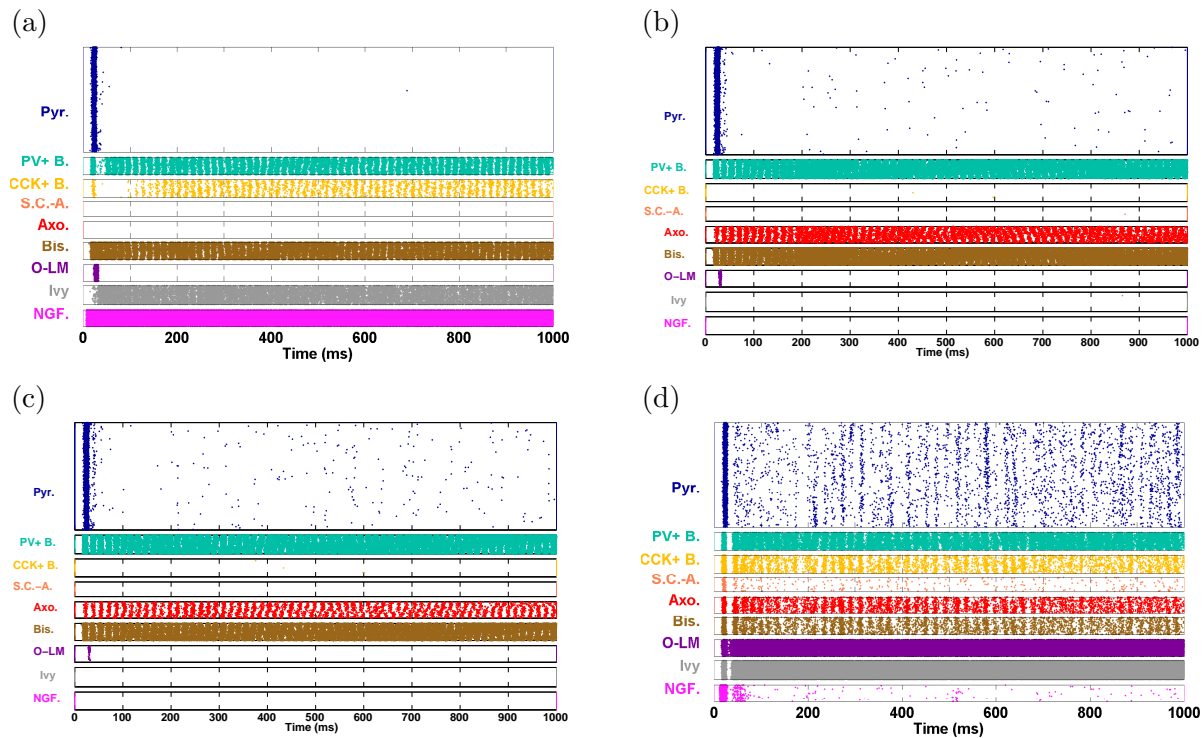 (a)
Pyr.
PV+ B.
CCK+ B.
S.C.-A.
Axo.
Bis.
O-LM
Ivy
NGF.
0 200 400 600 800 1000
Time (ms)
(b)
Pyr.
PV+ B.
CCK+ B.
S.C.–A.
Axo.
Bis.
O–LM
Ivy
NGF.
0 100 200 300 400 500 600 700 800 900 1000
Time (ms)
(c)
Pyr.
PV+ B.
CCK+ B.
S.C.–A.
Axo.
Bis.
O–LM
Ivy
NGF.
0 100 200 300 400 500 600 700 800 900 1000
Time (ms)
(d)
Pyr.
PV+ B.
CCK+ B.
S.C.-A.
Axo.
Bis.
O-LM
Ivy
NGF.
0 200 400 600 800 1000
Time (ms)